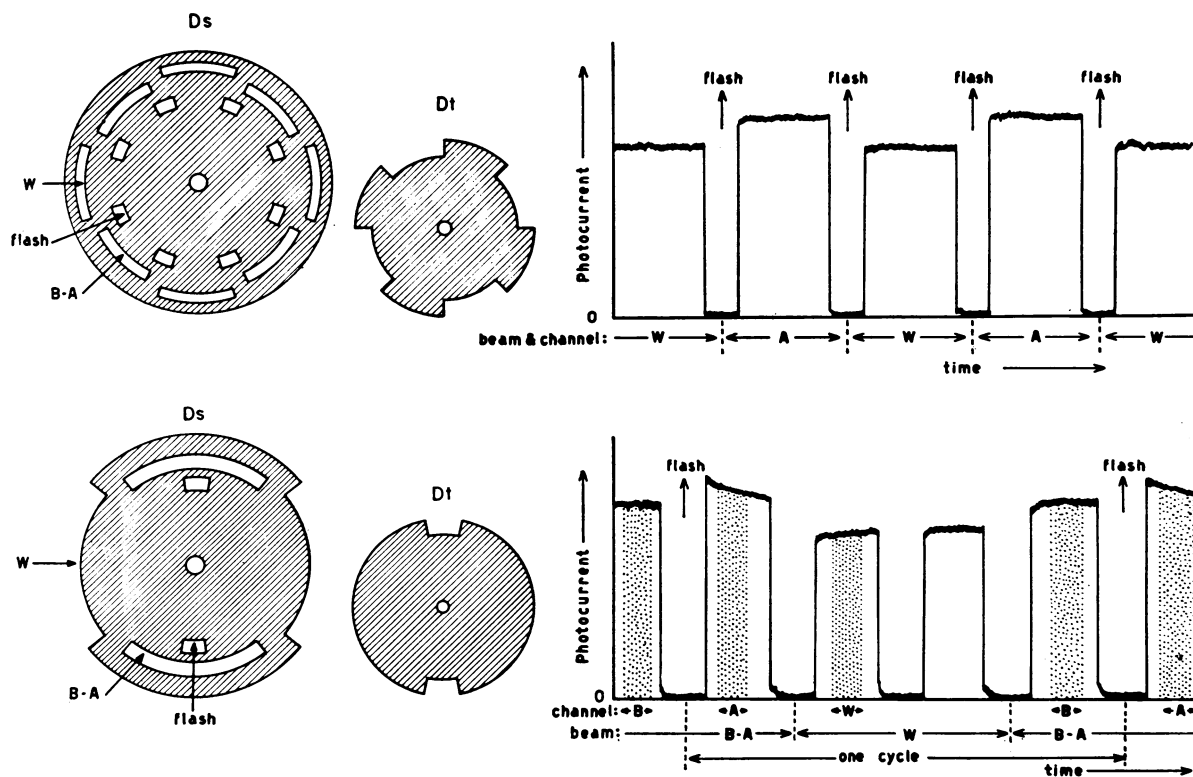 Ds
Dt
W
flash
B-A
flash
flash
flash
flash
Photocurrent
0
beam & channel:
W
A
W
A
W
time
Ds
Dt
W
B-A
flash
flash
flash
Photocurrent
0
channel:
B
A
W
B
A
beam:
B-A
W
B-A
one cycle
time